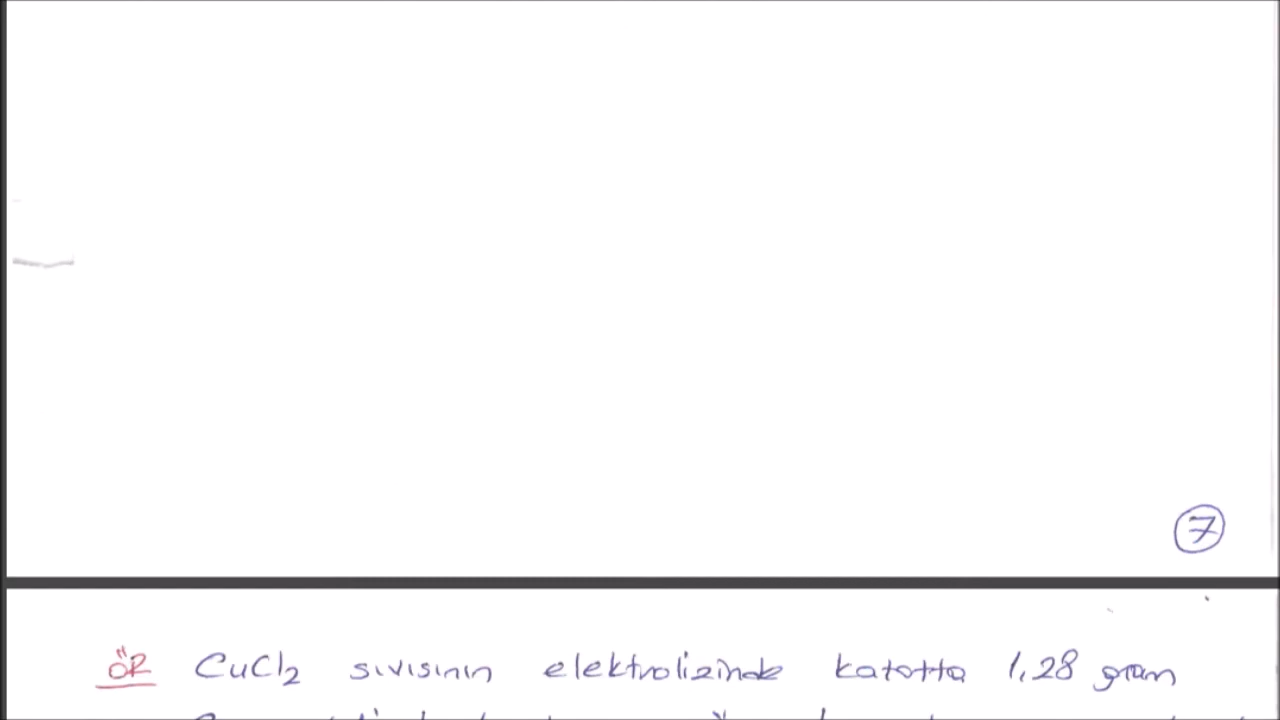 7
ÖR CuCl₂ sıvısının elektrolizinde katotta 1,28 gram